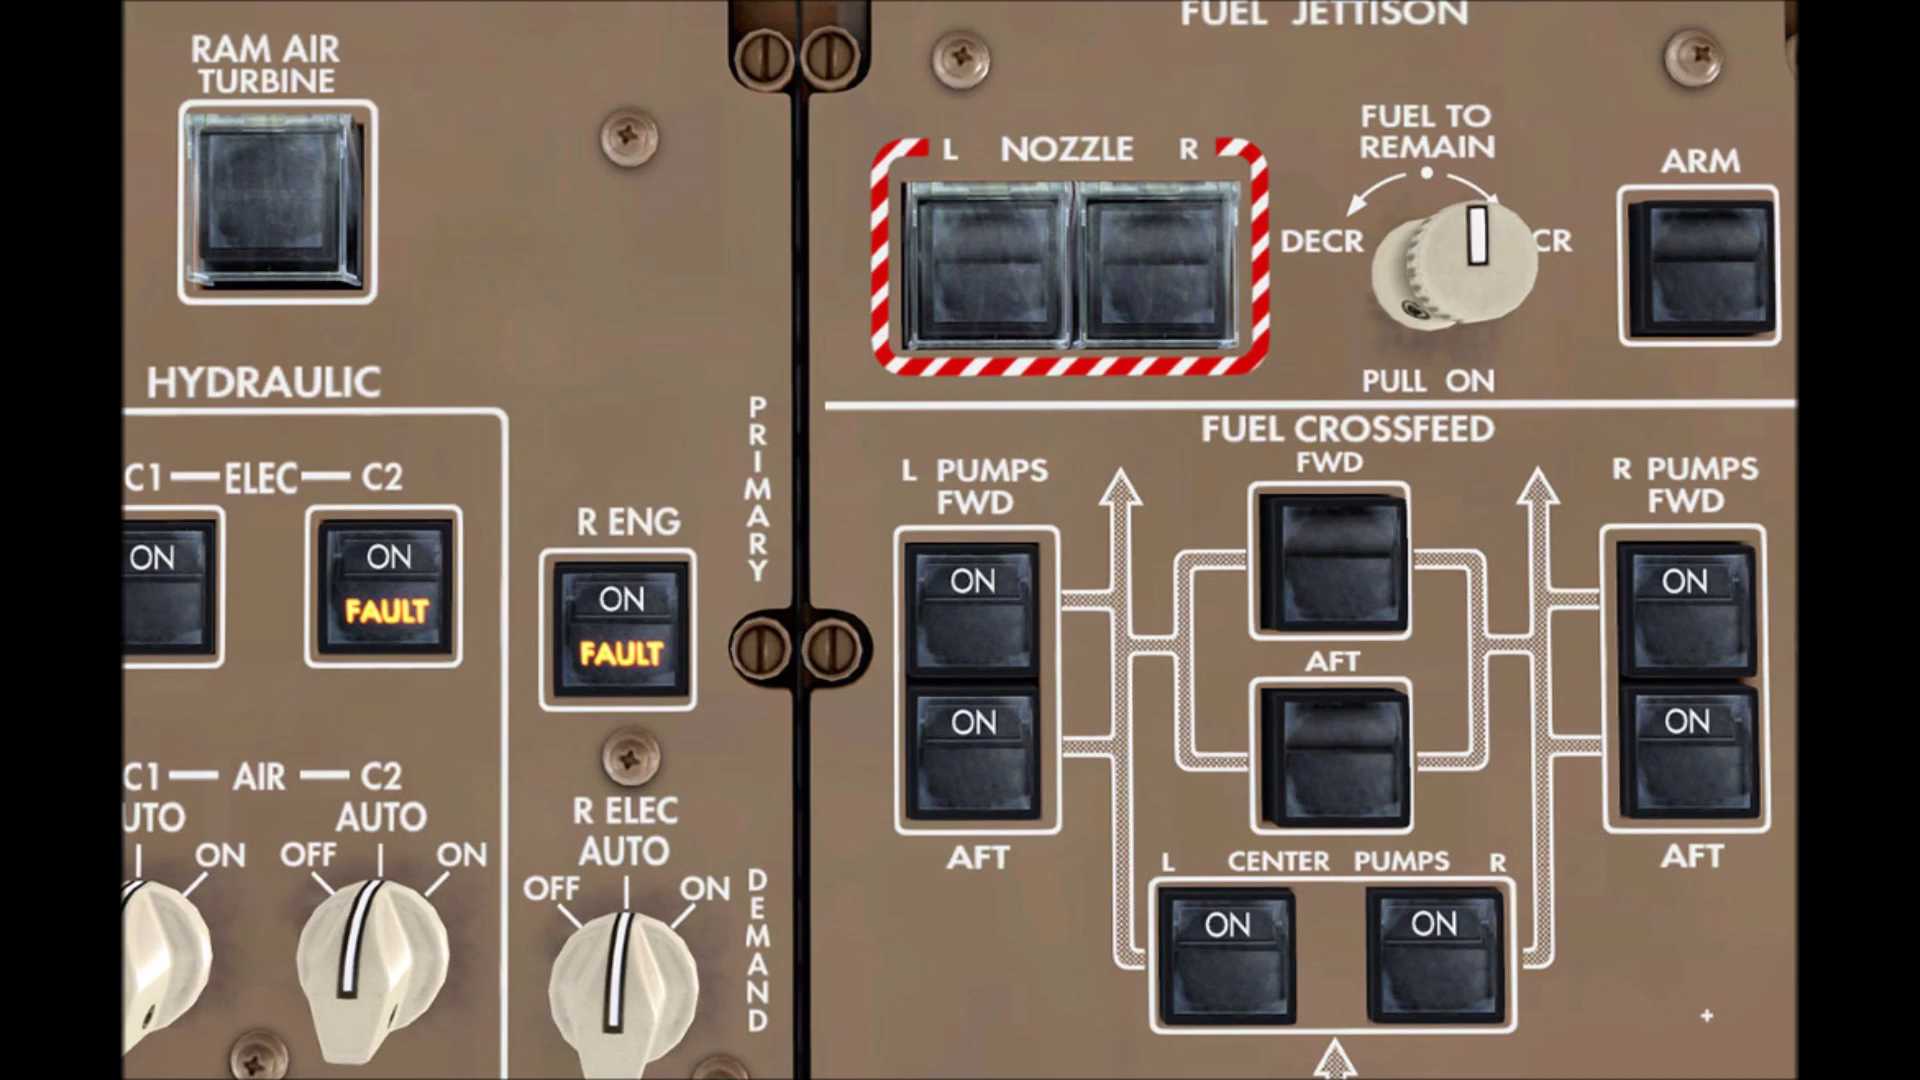 RAM AIR
TURBINE
HYDRAULIC
C1 ELEC C2
ON
ON
FAULT
R ENG
ON
FAULT
C1 AIR C2
UTO
AUTO
ON
OFF
ON
R ELEC
AUTO
OFF
ON
PRIMARY
DEMAND
FUEL JETTISON
L NOZZLE R
FUEL TO
REMAIN
DECR
CR
PULL ON
ARM
FUEL CROSSFEED
FWD
AFT
L PUMPS
FWD
ON
ON
AFT
R PUMPS
FWD
ON
ON
AFT
L CENTER PUMPS R
ON
ON